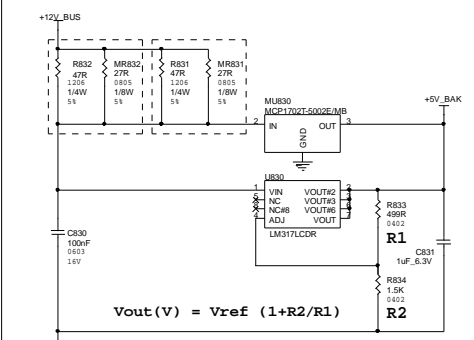 +12V_BUS
R832
47R
1206
1/4W
5%
MR832
27R
0805
1/8W
5%
R831
47R
1206
1/4W
5%
MR831
27R
0805
1/8W
5%
MU830
MCP1702T-5002E/MB
2 IN OUT 3
GND
+5V_BAK
U830
1 VIN VOUT#2 2
5 NC VOUT#3 3
8 NC#8 VOUT#6 6
4 ADJ VOUT 7
LM317LCDR
R833
499R
0402
R1
C830
100nF
0603
16V
C831
1uF_6.3V
R834
1.5K
0402
R2
Vout(V) = Vref (1+R2/R1)